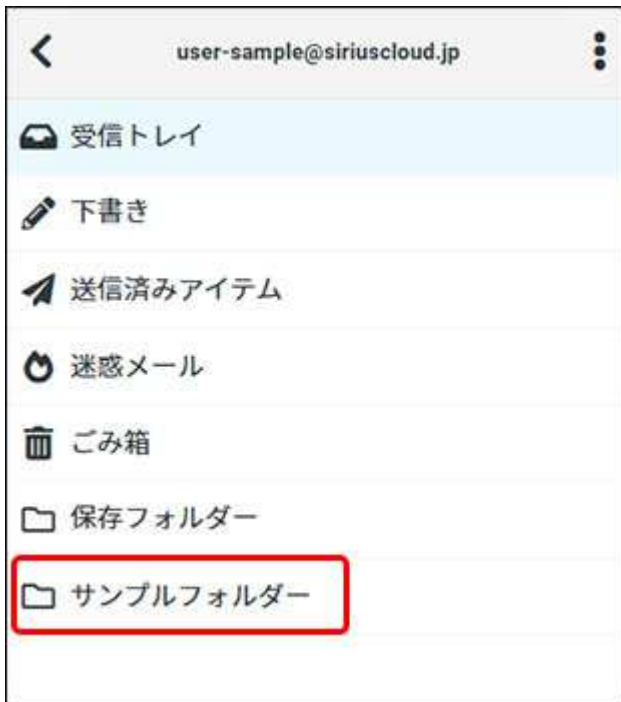 user-sample@siriuscloud.jp
受信トレイ
下書き
送信済みアイテム
迷惑メール
ごみ箱
保存フォルダー
サンプルフォルダー